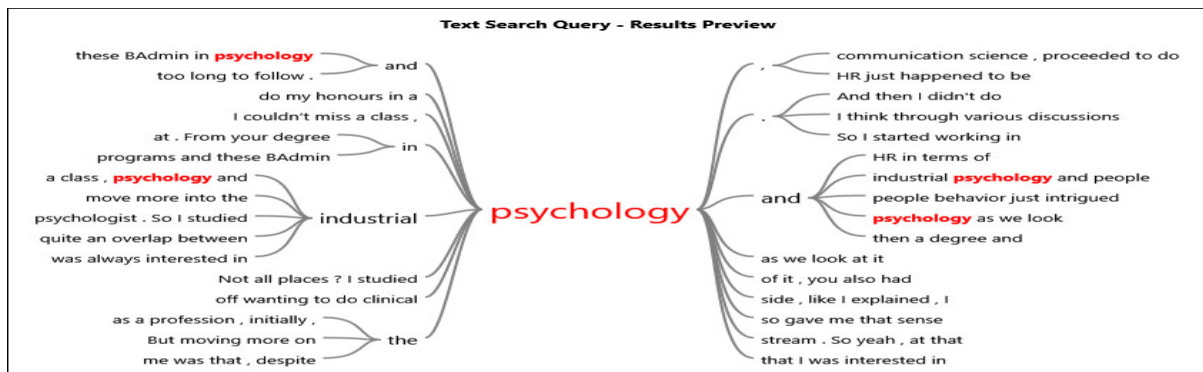 Text Search Query - Results Preview
these BAdmin in psychology
too long to follow .
and
do my honours in a
I couldn't miss a class ,
at . From your degree
programs and these BAdmin
in
a class , psychology and
move more into the
psychologist . So I studied
quite an overlap between
was always interested in
industrial
Not all places ? I studied
off wanting to do clinical
as a profession , initially ,
But moving more on
me was that , despite
the
psychology
,
communication science , proceeded to do
HR just happened to be
.
And then I didn't do
I think through various discussions
So I started working in
and
HR in terms of
industrial psychology and people
people behavior just intrigued
psychology as we look
then a degree and
as we look at it
of it , you also had
side , like I explained , I
so gave me that sense
stream . So yeah , at that
that I was interested in